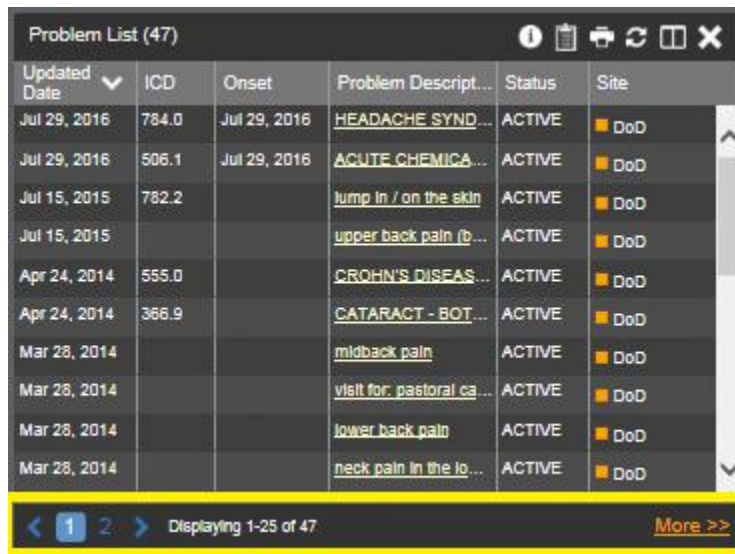 Problem List (47)
Updated Date ICD Onset Problem Descript... Status Site
Jul 29, 2016 784.0 Jul 29, 2016 HEADACHE SYND... ACTIVE DoD
Jul 29, 2016 506.1 Jul 29, 2016 ACUTE CHEMICA... ACTIVE DoD
Jul 15, 2015 782.2 lump in / on the skin ACTIVE DoD
Jul 15, 2015 upper back pain (b... ACTIVE DoD
Apr 24, 2014 555.0 CROHN'S DISEAS... ACTIVE DoD
Apr 24, 2014 366.9 CATARACT - BOT... ACTIVE DoD
Mar 28, 2014 midback pain ACTIVE DoD
Mar 28, 2014 visit for: pastoral ca... ACTIVE DoD
Mar 28, 2014 lower back pain ACTIVE DoD
Mar 28, 2014 neck pain in the lo... ACTIVE DoD
< 1 2 > Displaying 1-25 of 47 More >>